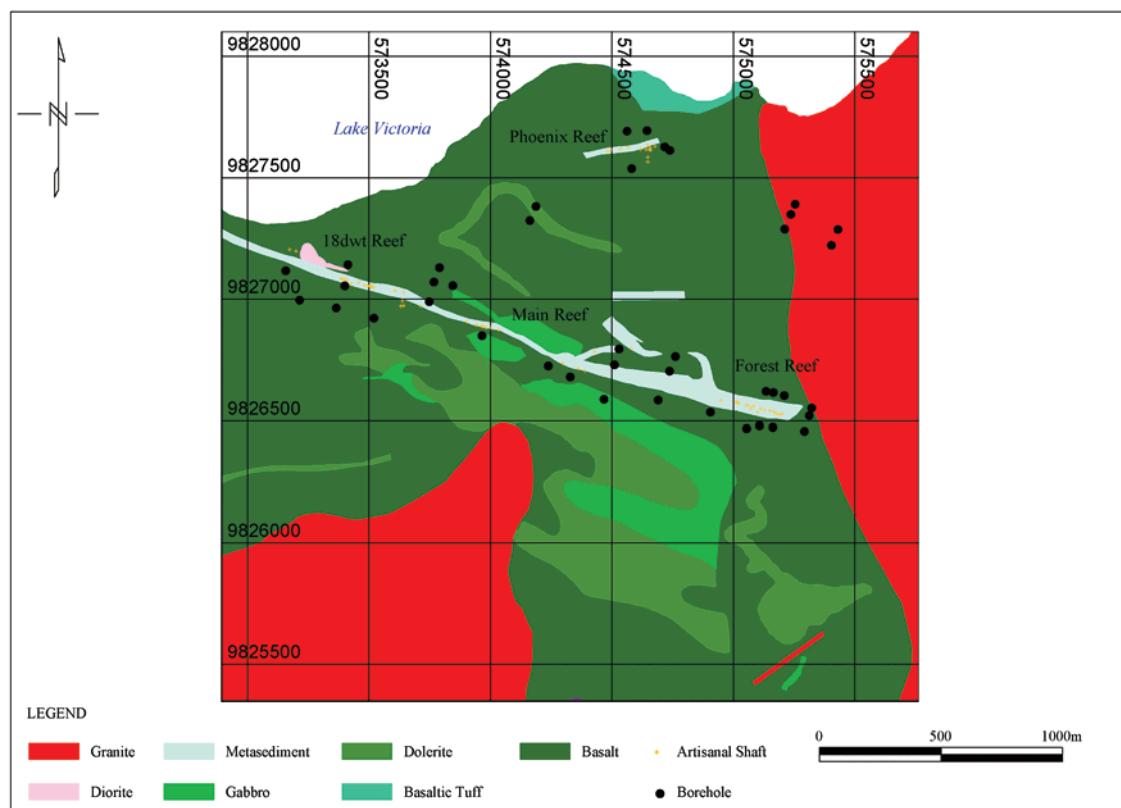 9828000
573500
574000
574500
575000
575500
Lake Victoria
Phoenix Reef
9827500
18dwt Reef
9827000
Main Reef
Forest Reef
9826500
9826000
9825500
N
LEGEND
Granite
Metasediment
Dolerite
Basalt
Artisanal Shaft
Diorite
Gabbro
Basaltic Tuff
Borehole
0
500
1000m